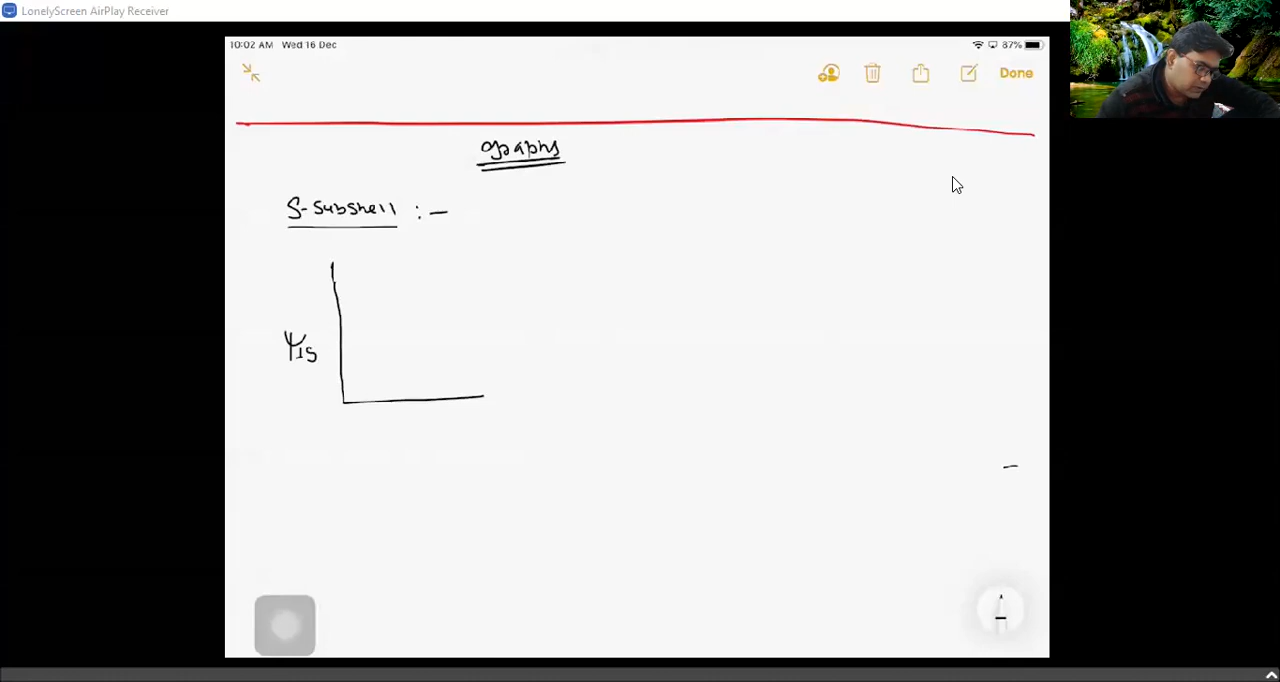 LonelyScreen AirPlay Receiver
10:02 AM Wed 16 Dec
87%
Done
graphs
S-Subshell :-
Ψ1s